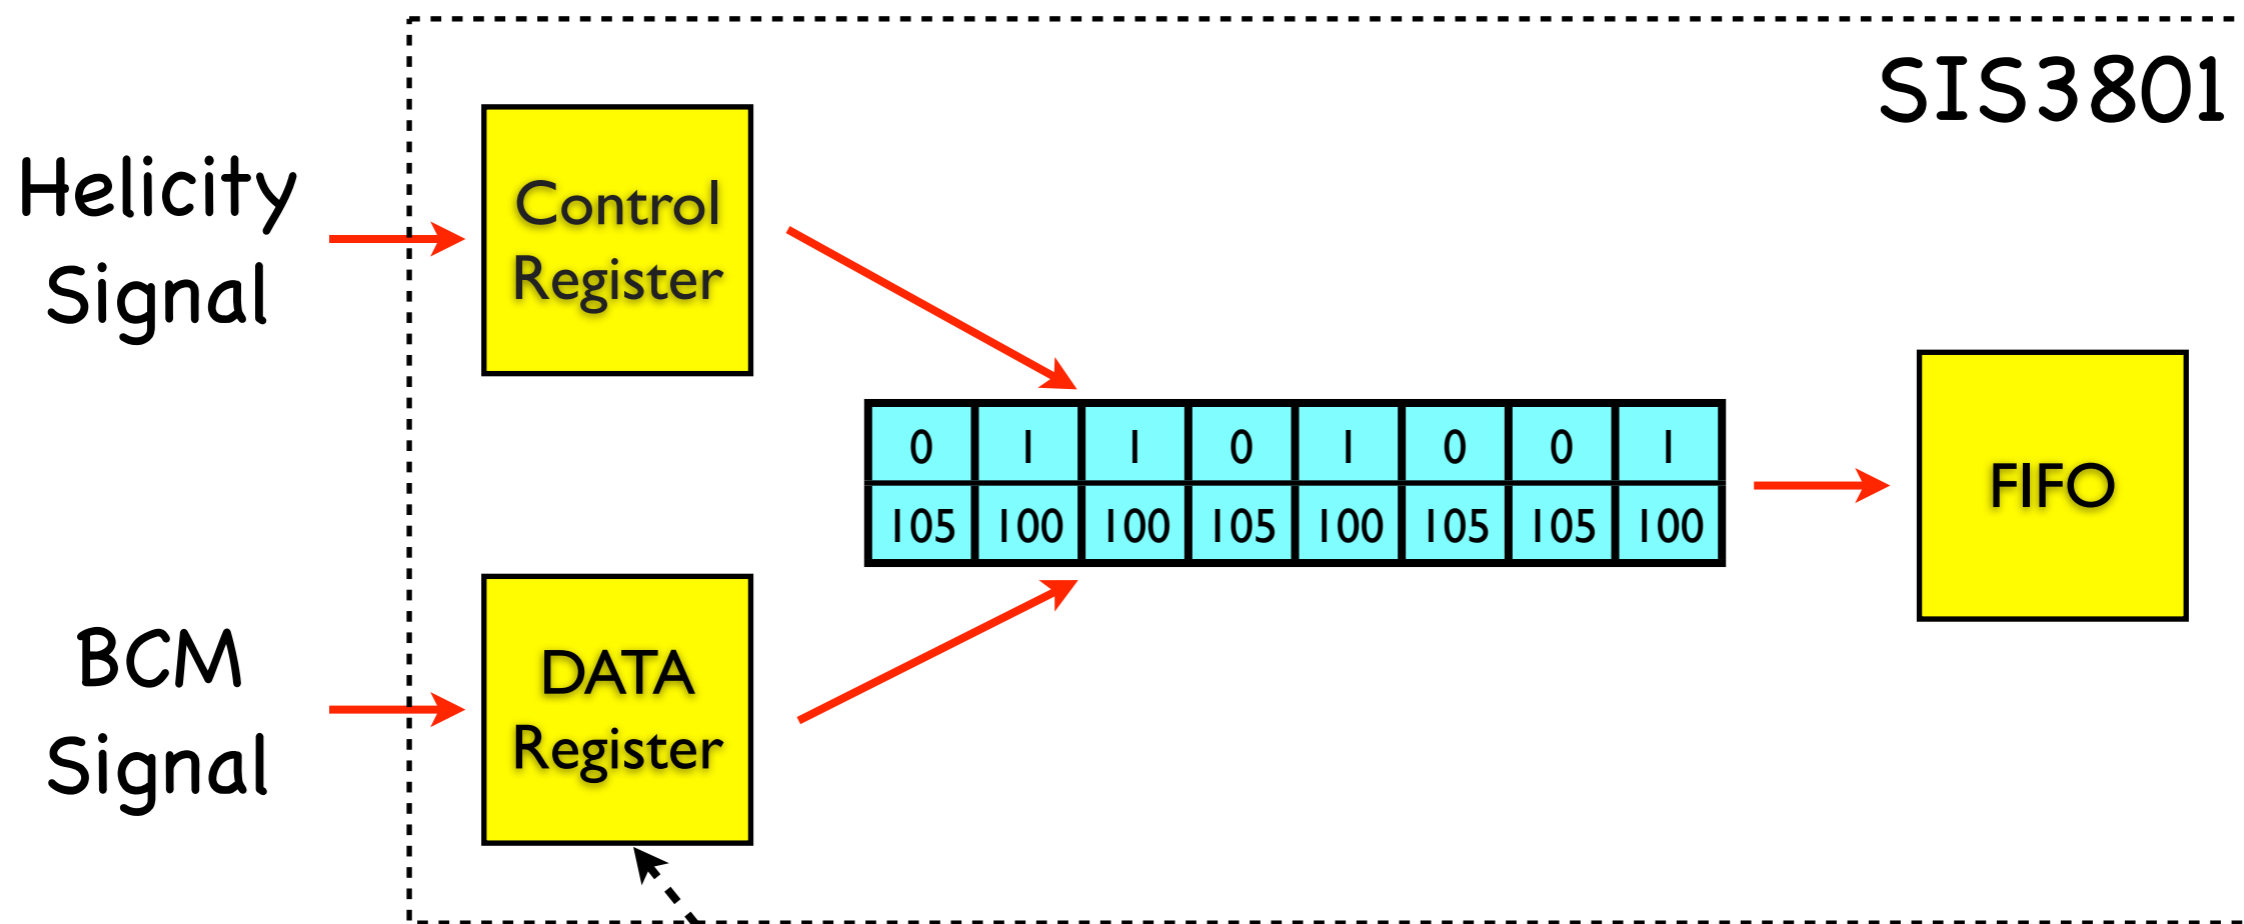 SIS3801
Helicity
Signal
Control
Register
0 1 1 0 1 0 0 1
105 100 100 105 100 105 105 100
FIFO
BCM
Signal
DATA
Register